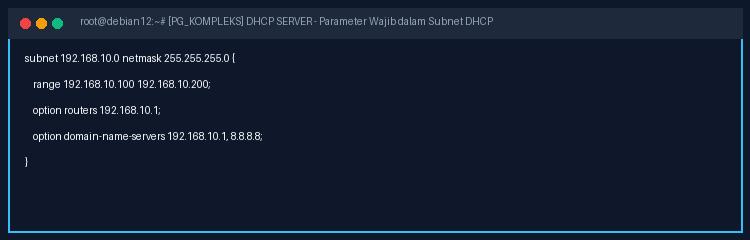 root@debian12:~# [PG_KOMPLEKS] DHCP SERVER - Parameter Wajib dalam Subnet DHCP
subnet 192.168.10.0 netmask 255.255.255.0 {
range 192.168.10.100 192.168.10.200;
option routers 192.168.10.1;
option domain-name-servers 192.168.10.1, 8.8.8.8;
}